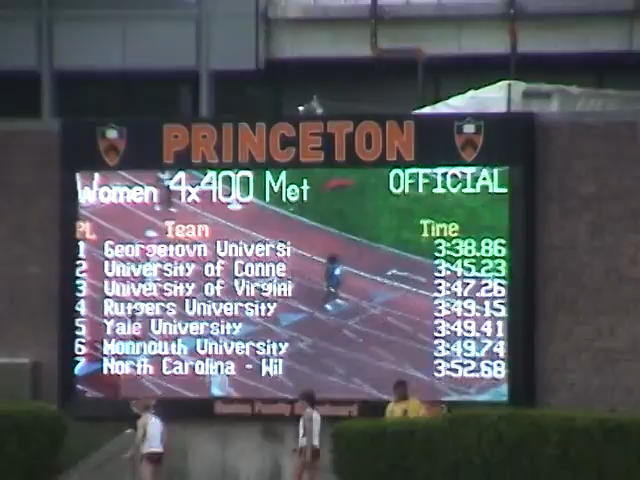 PRINCETON
Women 4x400 Met OFFICIAL
PL Team Time
1 Georgetown Universi 3:38.86
2 University of Conne 3:45.23
3 University of Virgini 3:47.26
4 Rutgers University 3:49.15
5 Yale University 3:49.41
6 Monmouth University 3:49.74
7 North Carolina - Wil 3:52.68